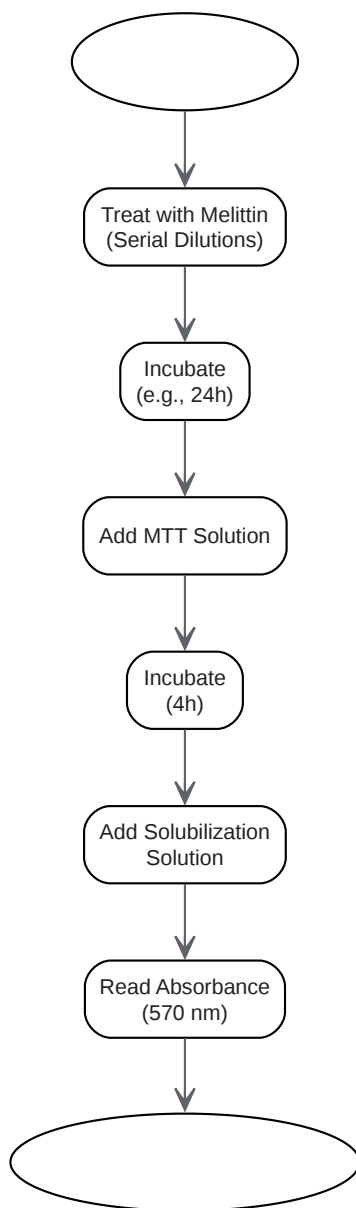 Treat with Melittin
(Serial Dilutions)
Incubate
(e.g., 24h)
Add MTT Solution
Incubate
(4h)
Add Solubilization
Solution
Read Absorbance
(570 nm)